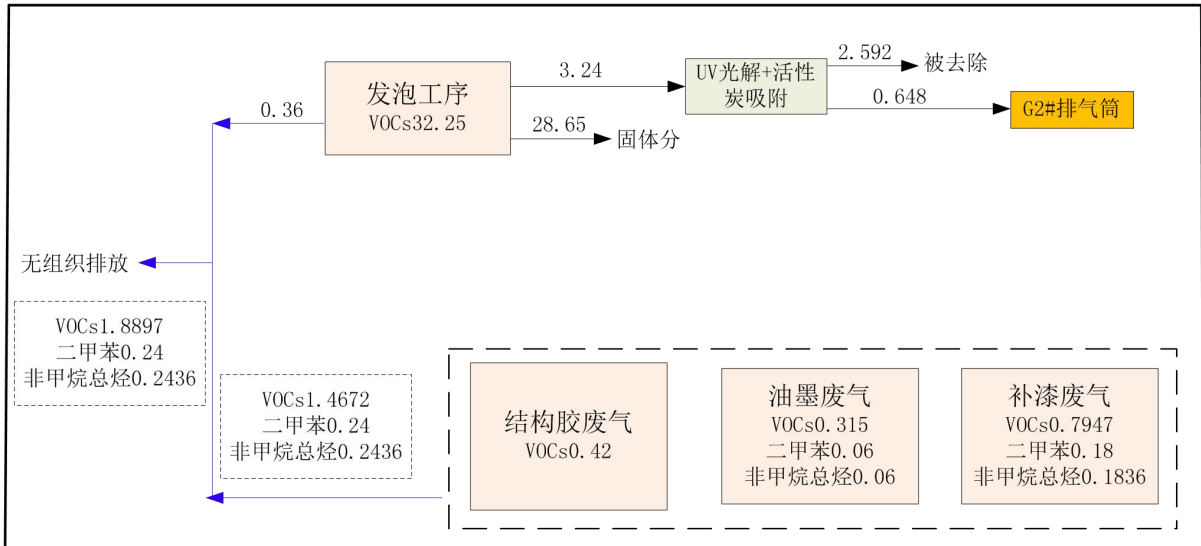 发泡工序
VOCs32.25
0.36
3.24
28.65
固体分
UV光解+活性
炭吸附
2.592
被去除
0.648
G2#排气筒
无组织排放
VOCs1.8897
二甲苯0.24
非甲烷总烃0.2436
VOCs1.4672
二甲苯0.24
非甲烷总烃0.2436
结构胶废气
VOCs0.42
油墨废气
VOCs0.315
二甲苯0.06
非甲烷总烃0.06
补漆废气
VOCs0.7947
二甲苯0.18
非甲烷总烃0.1836